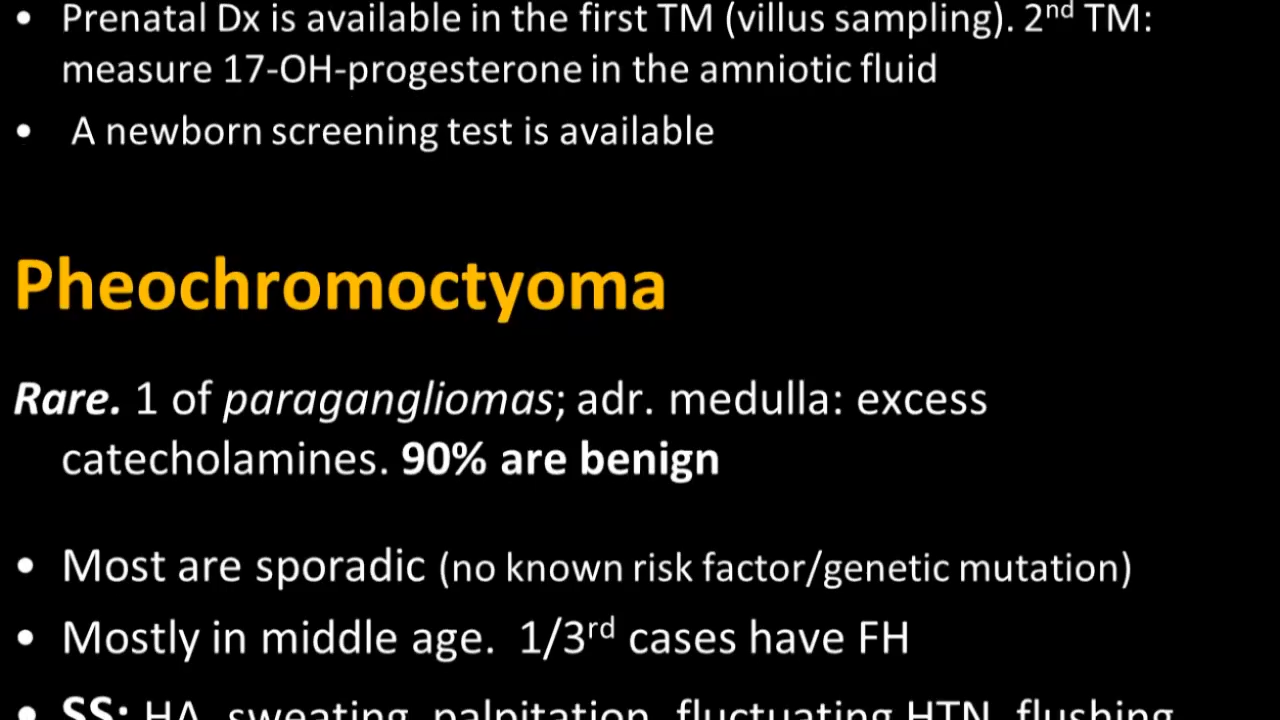 • Prenatal Dx is available in the first TM (villus sampling). 2nd TM:
measure 17-OH-progesterone in the amniotic fluid
• A newborn screening test is available
Pheochromoctyoma
Rare. 1 of paragangliomas; adr. medulla: excess
catecholamines. 90% are benign
• Most are sporadic (no known risk factor/genetic mutation)
• Mostly in middle age. 1/3rd cases have FH
• SS: HA, sweating, palpitation, fluctuating HTN, flushing